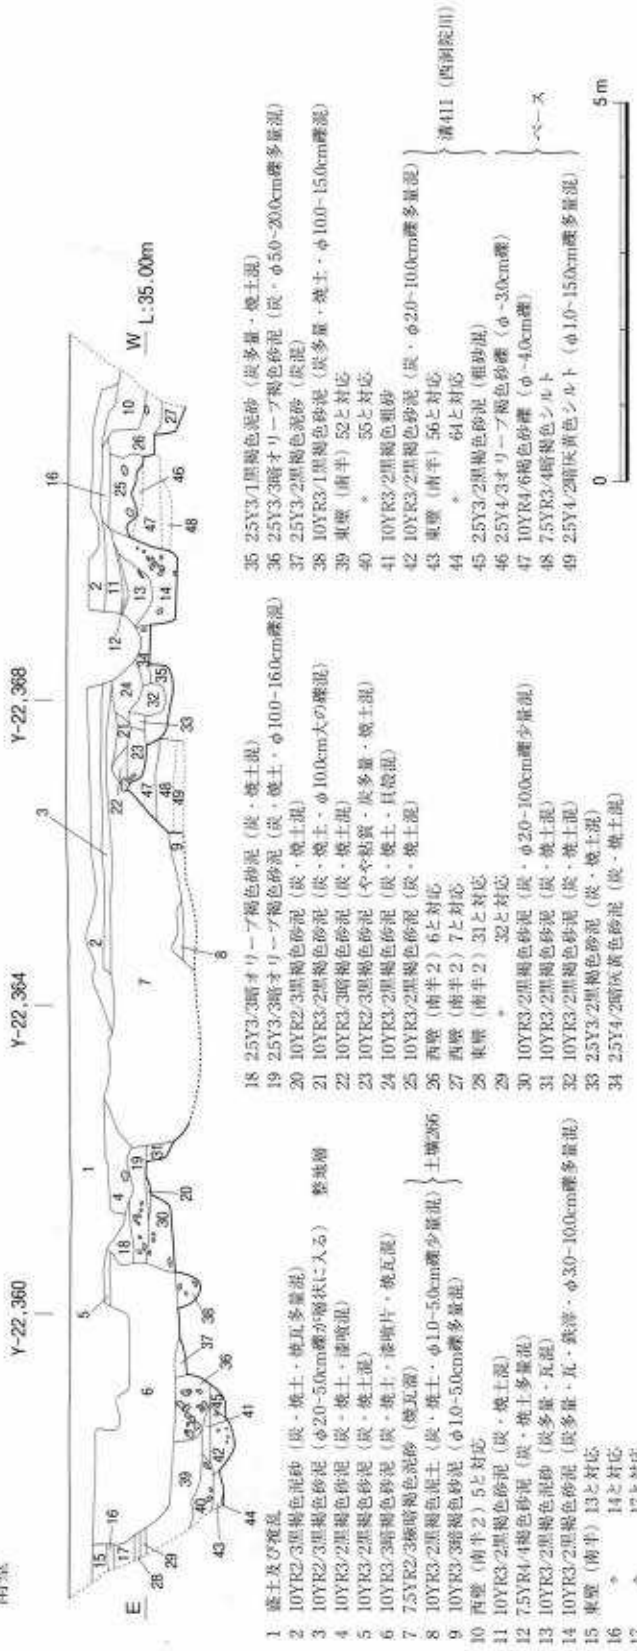 南壁
Y-22,360
Y-22,364
Y-22,368
E
W
L:35.00m
1 盛土及び攪乱
2 10YR2/3黒褐色泥砂（炭・焼土・焼瓦多量混）
3 10YR2/3黒褐色砂泥（φ2.0~5.0cm礫が層状に入る） 整地層
4 10YR3/2黒褐色砂泥（炭・焼土・漆喰混）
5 10YR3/2黒褐色砂泥（炭・焼土混）
6 10YR3/3暗褐色砂泥（炭・焼土・漆喰片・焼瓦混）
7 7.5YR2/3極暗褐色泥砂（焼瓦溜）
8 10YR3/2黒褐色泥土（炭・焼土・φ1.0~5.0cm礫少量混）
9 10YR3/3暗褐色砂泥（φ1.0~5.0cm礫多量混）
土壙266
10 西壁（南半2）5と対応
11 10YR3/2黒褐色砂泥（炭・焼土混）
12 7.5YR4/4褐色砂泥（炭・焼土多量混）
13 10YR3/2黒褐色泥砂（炭多量・瓦混）
14 10YR3/2黒褐色砂泥（炭多量・瓦・鉄滓・φ3.0~10.0cm礫多量混）
15 東壁（南半）13と対応
16 〃 14と対応
17 〃 17と対応
18 2.5Y3/3暗オリーブ褐色砂泥（炭・焼土混）
19 2.5Y3/3暗オリーブ褐色砂泥（炭・焼土・φ10.0~16.0cm礫混）
20 10YR2/3黒褐色砂泥（炭・焼土混）
21 10YR3/2黒褐色砂泥（炭・焼土・φ10.0cm大の礫混）
22 10YR3/3暗褐色砂泥（炭・焼土混）
23 10YR2/3黒褐色砂泥（やや粘質・炭多量・焼土混）
24 10YR3/2黒褐色砂泥（炭・焼土・貝殻混）
25 10YR3/2黒褐色砂泥（炭・焼土混）
26 西壁（南半2）6と対応
27 西壁（南半2）7と対応
28 東壁（南半2）31と対応
29 〃 32と対応
30 10YR3/2黒褐色砂泥（炭・φ2.0~10.0cm礫少量混）
31 10YR3/2黒褐色砂泥（炭・焼土混）
32 10YR3/2黒褐色砂泥（炭・焼土混）
33 2.5Y3/2黒褐色砂泥（炭・焼土混）
34 2.5Y4/2暗灰黄色砂泥（炭・焼土混）
35 2.5Y3/1黒褐色泥砂（炭多量・焼土混）
36 2.5Y3/3暗オリーブ褐色砂泥（炭・φ5.0~20.0cm礫多量混）
37 2.5Y3/2黒褐色泥砂（炭混）
38 10YR3/1黒褐色砂泥（炭多量・焼土・φ10.0~15.0cm礫混）
39 東壁（南半）52と対応
40 〃 55と対応
41 10YR3/2黒褐色粗砂
42 10YR3/2黒褐色砂泥（炭・φ2.0~10.0cm礫多量混）
43 東壁（南半）56と対応
44 〃 64と対応
溝411（西洞院川）
45 2.5Y3/2黒褐色砂泥（粗砂混）
46 2.5Y4/3オリーブ褐色砂礫（φ~3.0cm礫）
47 10YR4/6褐色砂礫（φ~4.0cm礫）
48 7.5YR3/4暗褐色シルト
49 2.5Y4/2暗灰黄色シルト（φ1.0~15.0cm礫多量混）
ベース
0
5m